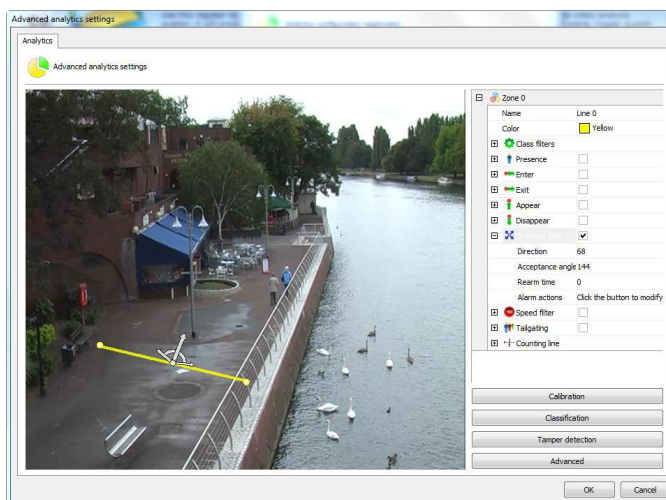 Advanced analytics settings
Analytics
Advanced analytics settings
Zone 0
Name Line 0
Color Yellow
Class filters
Presence
Enter
Exit
Appear
Disappear
Direction 68
Acceptance angle 144
Rearm time 0
Alarm actions Click the button to modify
Speed filter
Tailgating
Counting line
Calibration
Classification
Tamper detection
Advanced
OK Cancel